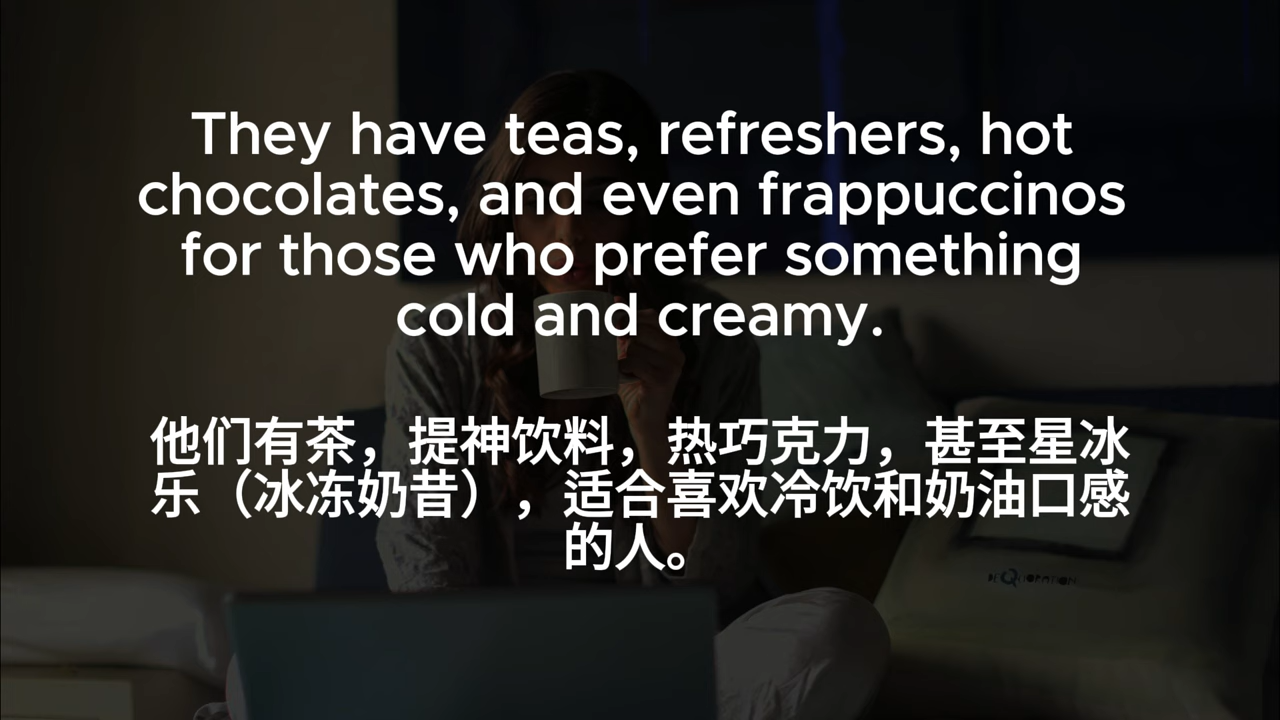 They have teas, refreshers, hot
chocolates, and even frappuccinos
for those who prefer something
cold and creamy.
他们有茶，提神饮料，热巧克力，甚至星冰
乐（冰冻奶昔），适合喜欢冷饮和奶油口感
的人。